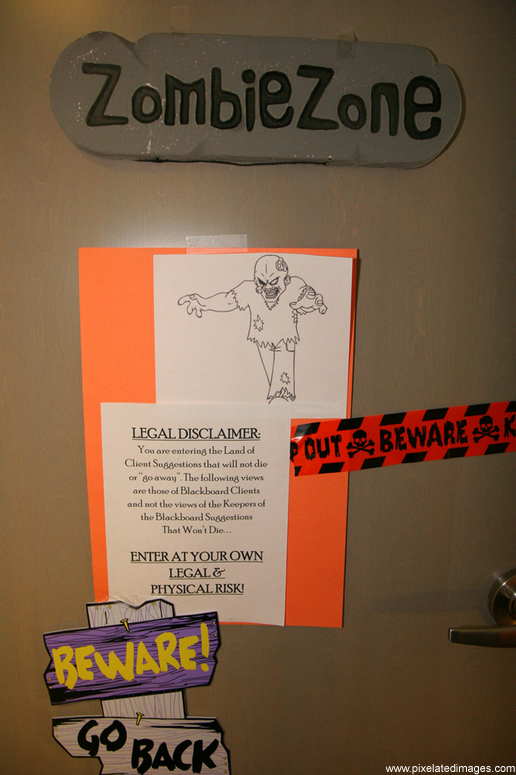 ZombieZone
LEGAL DISCLAIMER:
You are entering the Land of
Client Suggestions that will not die
or "go away". The following views
are those of Blackboard Clients
and not the views of the Keepers of
the Blackboard Suggestions
That Won't Die...
ENTER AT YOUR OWN
LEGAL &
PHYSICAL RISK!
P OUT BEWARE K
BEWARE!
GO BACK
www.pixelatedimages.com